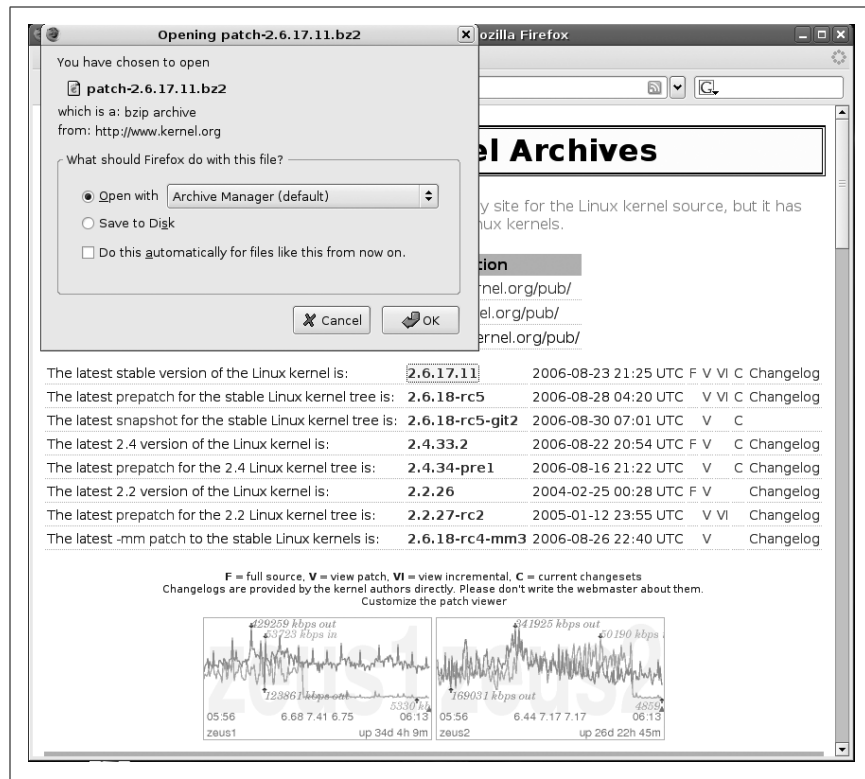 Opening patch-2.6.17.11.bz2
ozilla Firefox
You have chosen to open
patch-2.6.17.11.bz2
which is a: bzip archive
from: http://www.kernel.org
What should Firefox do with this file?
Open with Archive Manager (default)
Save to Disk
Do this automatically for files like this from now on.
Cancel OK
G
el Archives
y site for the Linux kernel source, but it has
nux kernels.
tion
rnel.org/pub/
el.org/pub/
ernel.org/pub/
The latest stable version of the Linux kernel is: 2.6.17.11 2006-08-23 21:25 UTC F V VI C Changelog
The latest prepatch for the stable Linux kernel tree is: 2.6.18-rc5 2006-08-28 04:20 UTC V VI C Changelog
The latest snapshot for the stable Linux kernel tree is: 2.6.18-rc5-git2 2006-08-30 07:01 UTC V C
The latest 2.4 version of the Linux kernel is: 2.4.33.2 2006-08-22 20:54 UTC F V C Changelog
The latest prepatch for the 2.4 Linux kernel tree is: 2.4.34-pre1 2006-08-16 21:22 UTC V C Changelog
The latest 2.2 version of the Linux kernel is: 2.2.26 2004-02-25 00:28 UTC F V Changelog
The latest prepatch for the 2.2 Linux kernel tree is: 2.2.27-rc2 2005-01-12 23:55 UTC V VI Changelog
The latest -mm patch to the stable Linux kernels is: 2.6.18-rc4-mm3 2006-08-26 22:40 UTC V Changelog
F = full source, V = view patch, VI = view incremental, C = current changesets
Changelogs are provided by the kernel authors directly. Please don't write the webmaster about them.
Customize the patch viewer
zeus1
429259 kbps out
53723 kbps in
123861 kbps out
5330 kl
05:56 6.68 7.41 6.75 06:13
zeus1 up 34d 4h 9m
zeus2
341925 kbps out
50190 kbps
169031 kbps out
4859
05:56 6.44 7.17 7.17 06:13
zeus2 up 26d 22h 45m